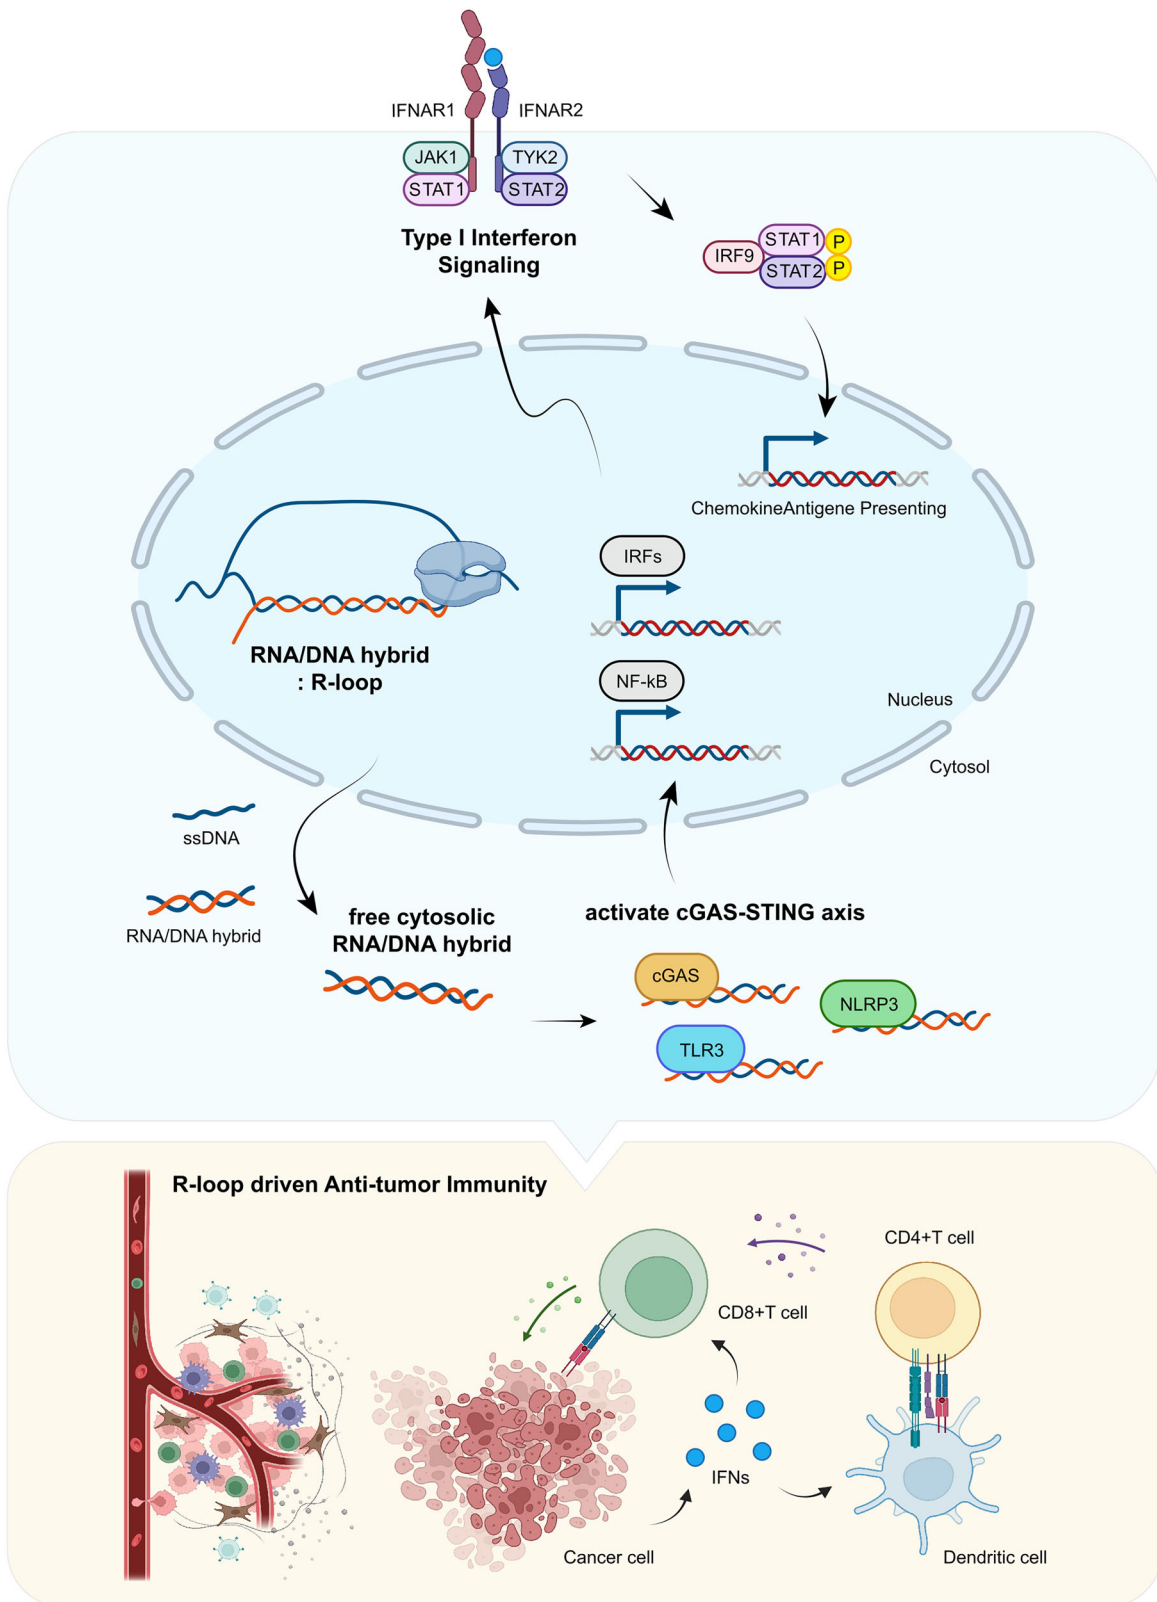 IFNAR1
IFNAR2
JAK1
TYK2
STAT1
STAT2
Type I Interferon
Signaling
IRF9
STAT1
P
STAT2
P
ChemokineAntigene Presenting
IRFs
RNA/DNA hybrid
: R-loop
NF-kB
Nucleus
Cytosol
ssDNA
RNA/DNA hybrid
free cytosolic
RNA/DNA hybrid
activate cGAS-STING axis
cGAS
NLRP3
TLR3
R-loop driven Anti-tumor Immunity
CD4+T cell
CD8+T cell
IFNs
Cancer cell
Dendritic cell